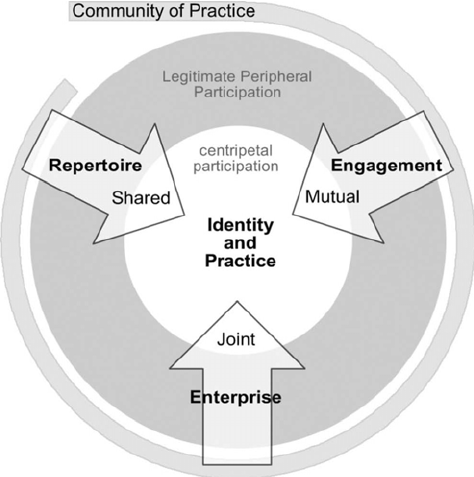 Community of Practice
Legitimate Peripheral
Participation
centripetal
participation
Repertoire
Shared
Engagement
Mutual
Identity
and
Practice
Joint
Enterprise